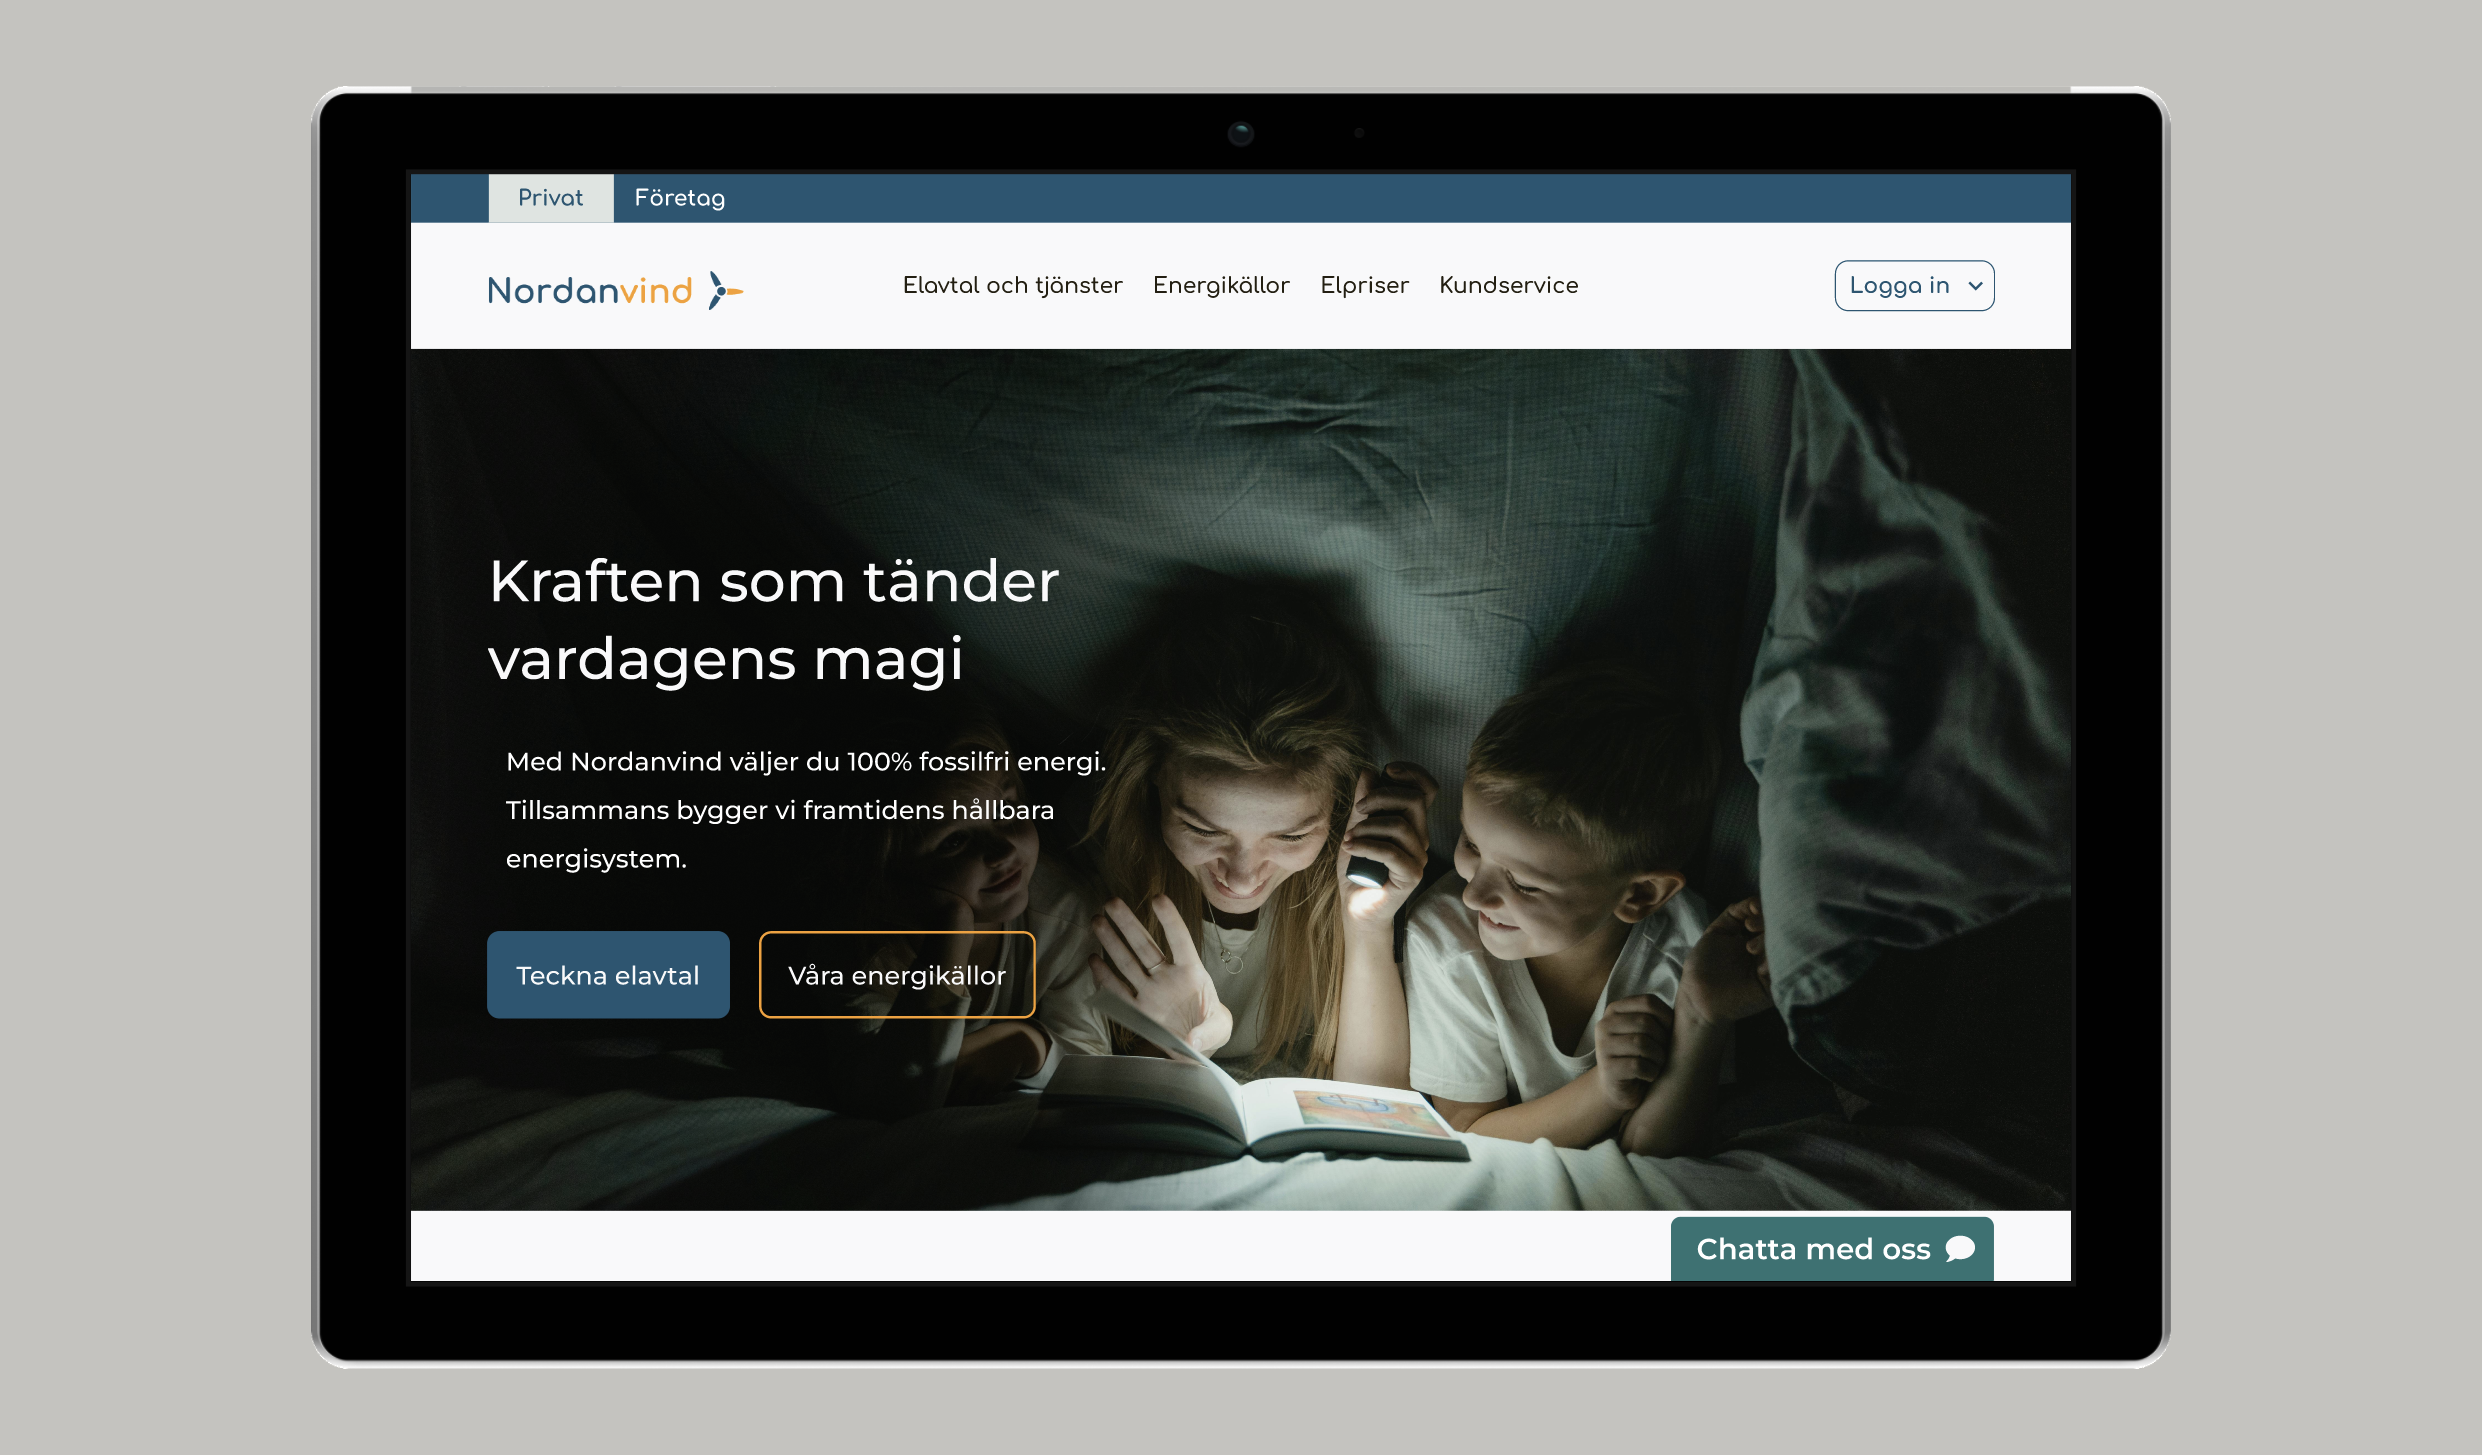 Privat Företag
Nordanvind Elavtal och tjänster Energikällor Elpriser Kundservice Logga in
Kraften som tänder
vardagens magi
Med Nordanvind väljer du 100% fossilfri energi.
Tillsammans bygger vi framtidens hållbara
energisystem.
Teckna elavtal Våra energikällor
Chatta med oss